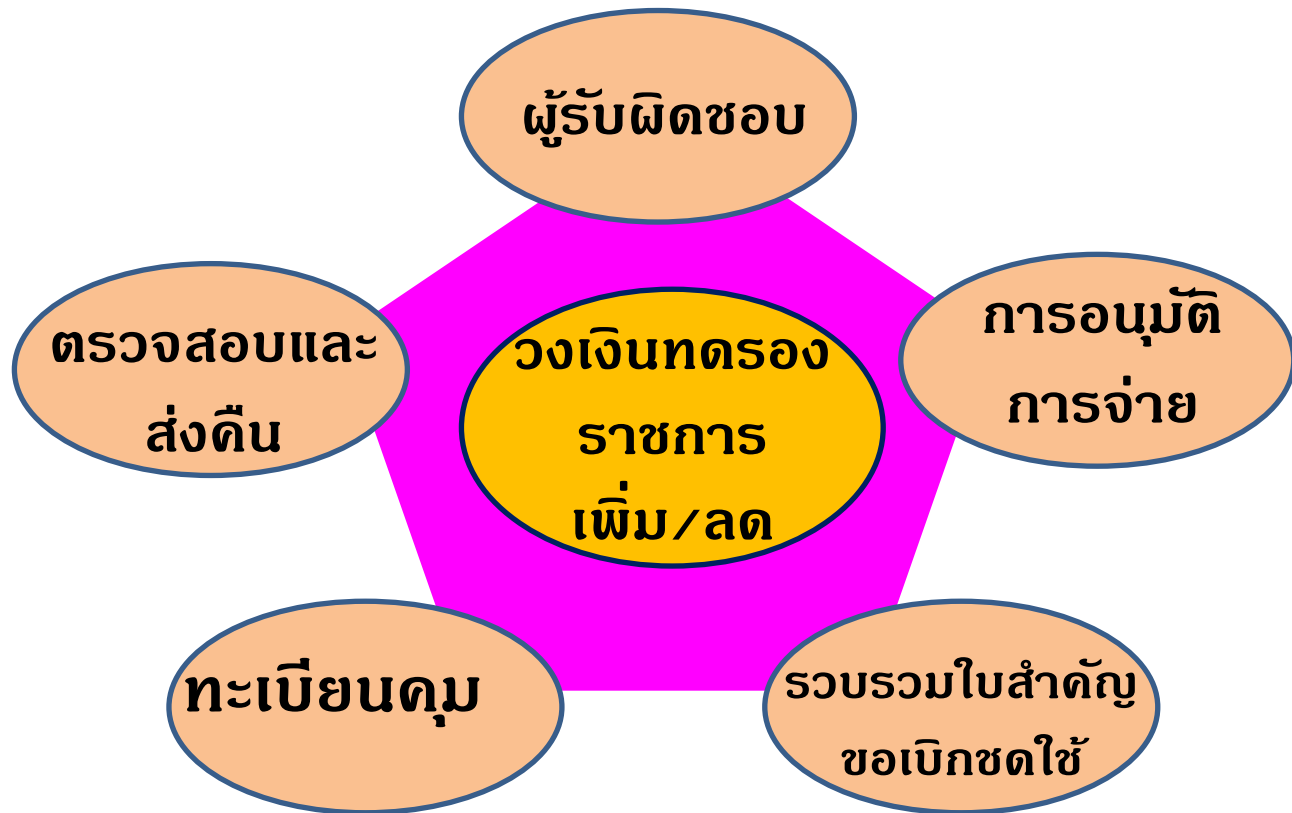 ผู้รับผิดชอบ
การอนุมัติ
การจ่าย
ตรวจสอบและ
ส่งคืน
วงเงินทดรอง
ราชการ
เพิ่ม/ลด
ทะเบียนคุม
รวบรวมใบสำคัญ
ขอเบิกชดใช้